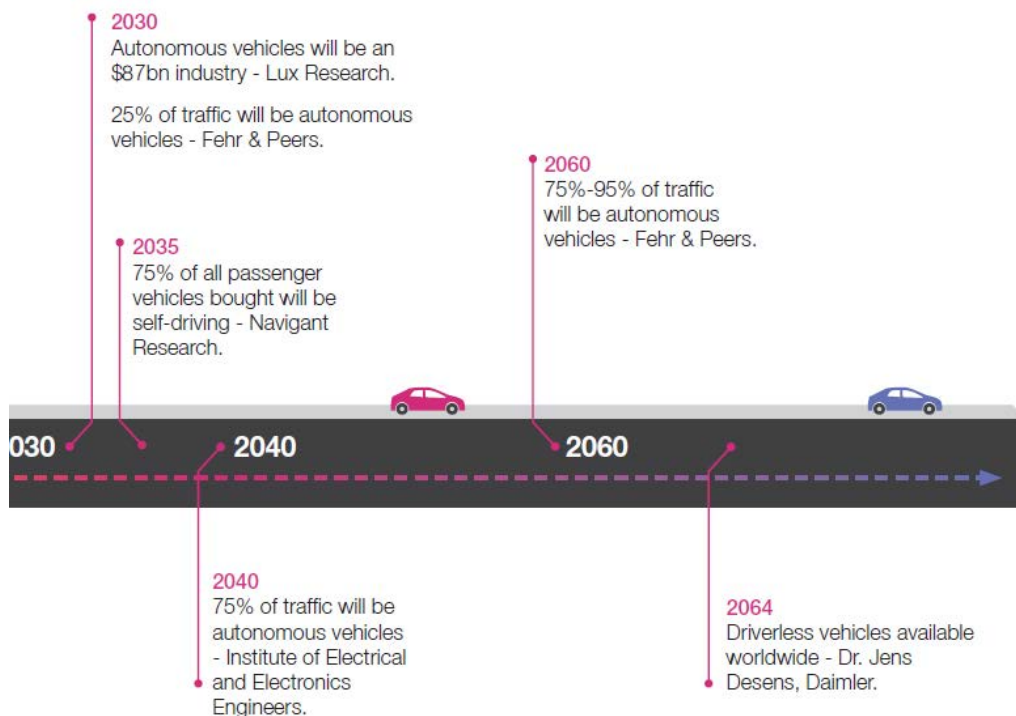 2030
Autonomous vehicles will be an
$87bn industry - Lux Research.
25% of traffic will be autonomous
vehicles - Fehr & Peers.
2060
75%-95% of traffic
will be autonomous
vehicles - Fehr & Peers.
2035
75% of all passenger
vehicles bought will be
self-driving - Navigant
Research.
030
2040
2060
2040
75% of traffic will be
autonomous vehicles
- Institute of Electrical
and Electronics
Engineers.
2064
Driverless vehicles available
worldwide - Dr. Jens
Desens, Daimler.